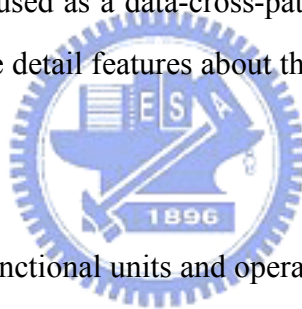 used as a data-cross-pat
e detail features about th
E S A
1896
nctional units and opera